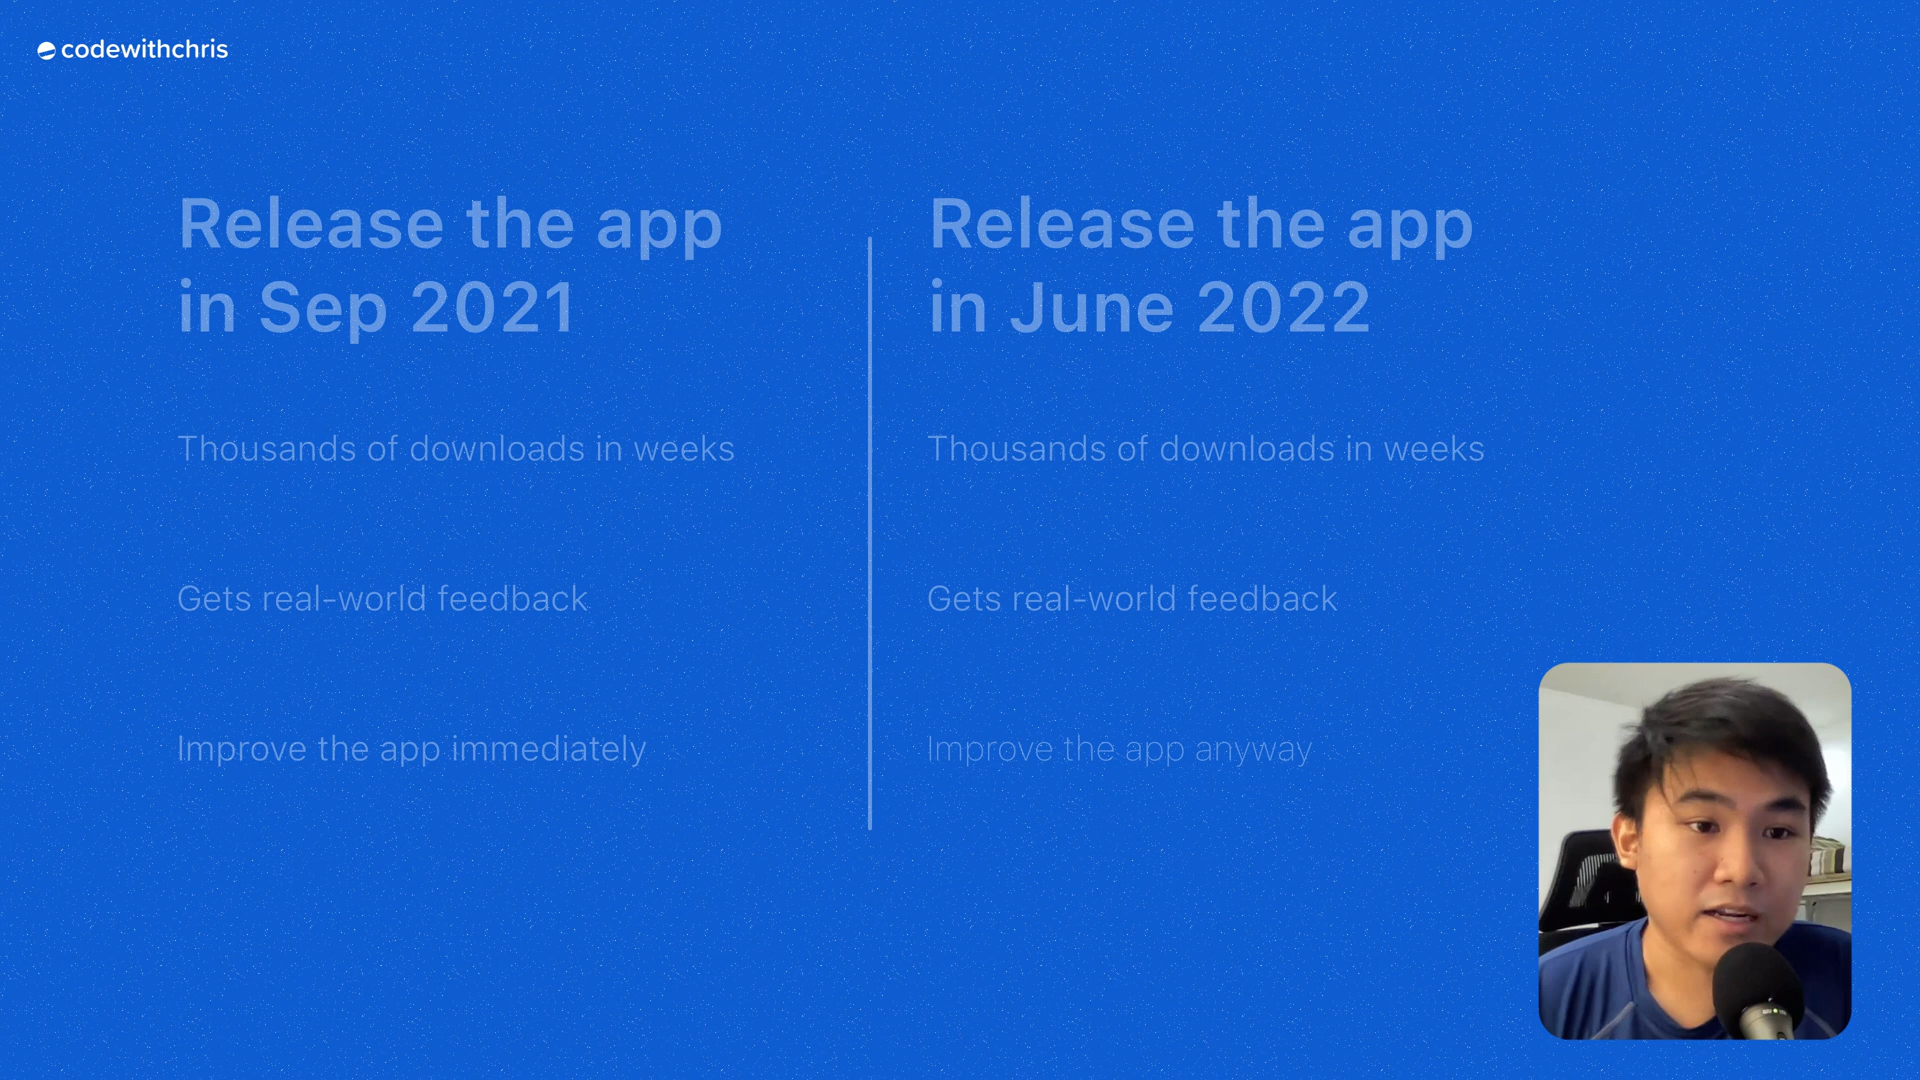 codewithchris
Release the app
in Sep 2021
Thousands of downloads in weeks
Gets real-world feedback
Improve the app immediately
Release the app
in June 2022
Thousands of downloads in weeks
Gets real-world feedback
Improve the app anyway